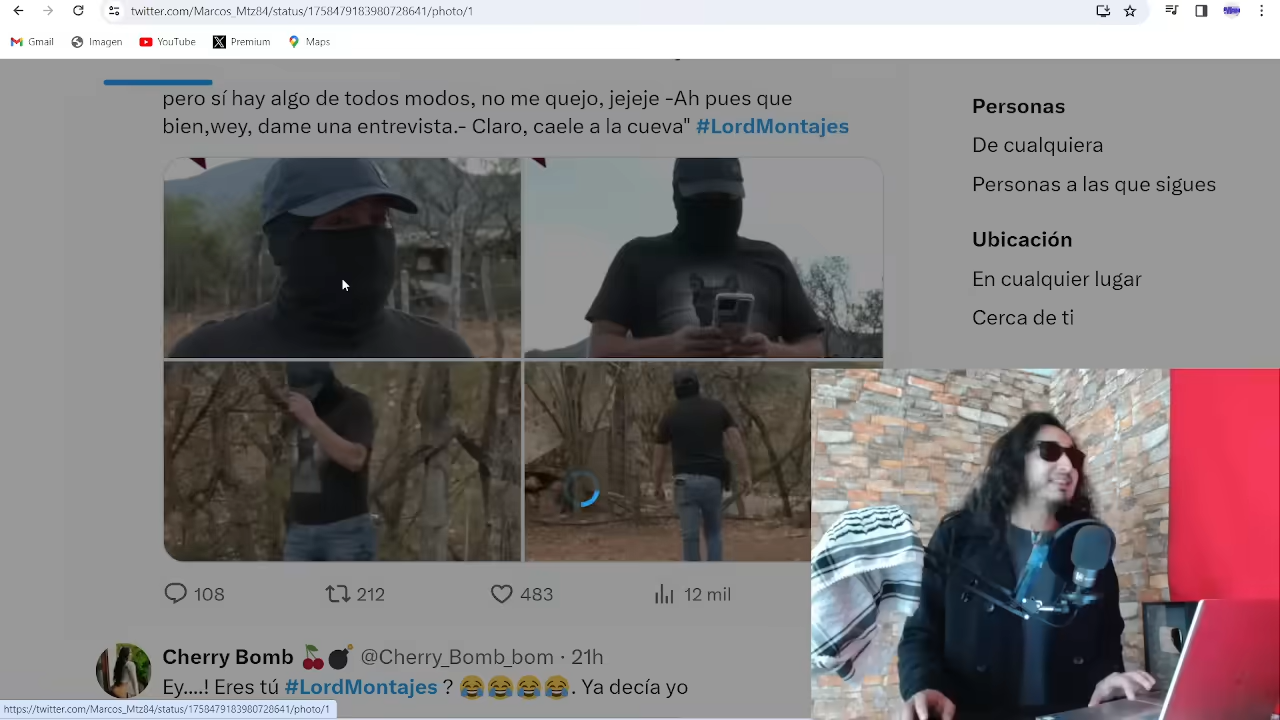 twitter.com/Marcos_Mtz84/status/1758479183980728641/photo/1
Gmail
Imagen
YouTube
Premium
Maps
pero sí hay algo de todos modos, no me quejo, jejeje -Ah pues que
bien,wey, dame una entrevista.- Claro, caele a la cueva" #LordMontajes
108
212
483
12 mil
Cherry Bomb @Cherry_Bomb_bom · 21h
Ey....! Eres tú #LordMontajes ? 😂😂😂😂. Ya decía yo
https://twitter.com/Marcos_Mtz84/status/1758479183980728641/photo/1
Personas
De cualquiera
Personas a las que sigues
Ubicación
En cualquier lugar
Cerca de ti